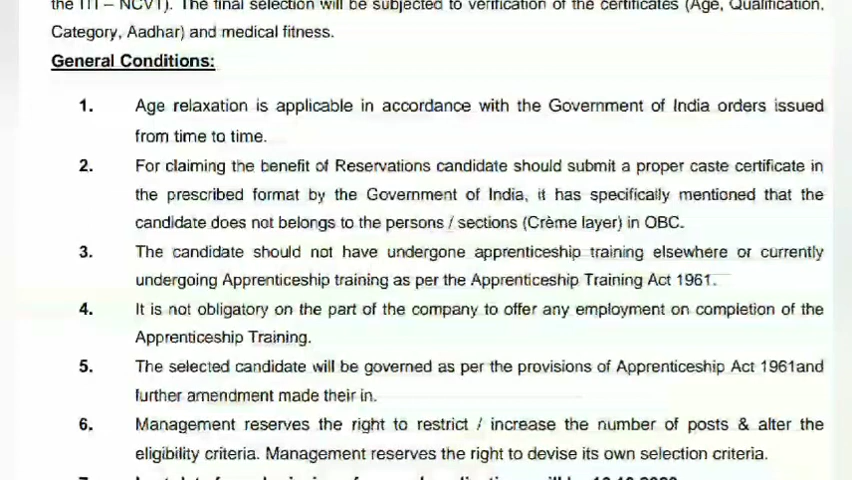 the ITI – NCVT). The final selection will be subjected to verification of the certificates (Age, Qualification,
Category, Aadhar) and medical fitness.
General Conditions:
1. Age relaxation is applicable in accordance with the Government of India orders issued
from time to time.
2. For claiming the benefit of Reservations candidate should submit a proper caste certificate in
the prescribed format by the Government of India, it has specifically mentioned that the
candidate does not belongs to the persons / sections (Crème layer) in OBC.
3. The candidate should not have undergone apprenticeship training elsewhere or currently
undergoing Apprenticeship training as per the Apprenticeship Training Act 1961.
4. It is not obligatory on the part of the company to offer any employment on completion of the
Apprenticeship Training.
5. The selected candidate will be governed as per the provisions of Apprenticeship Act 1961and
further amendment made their in.
6. Management reserves the right to restrict / increase the number of posts & alter the
eligibility criteria. Management reserves the right to devise its own selection criteria.